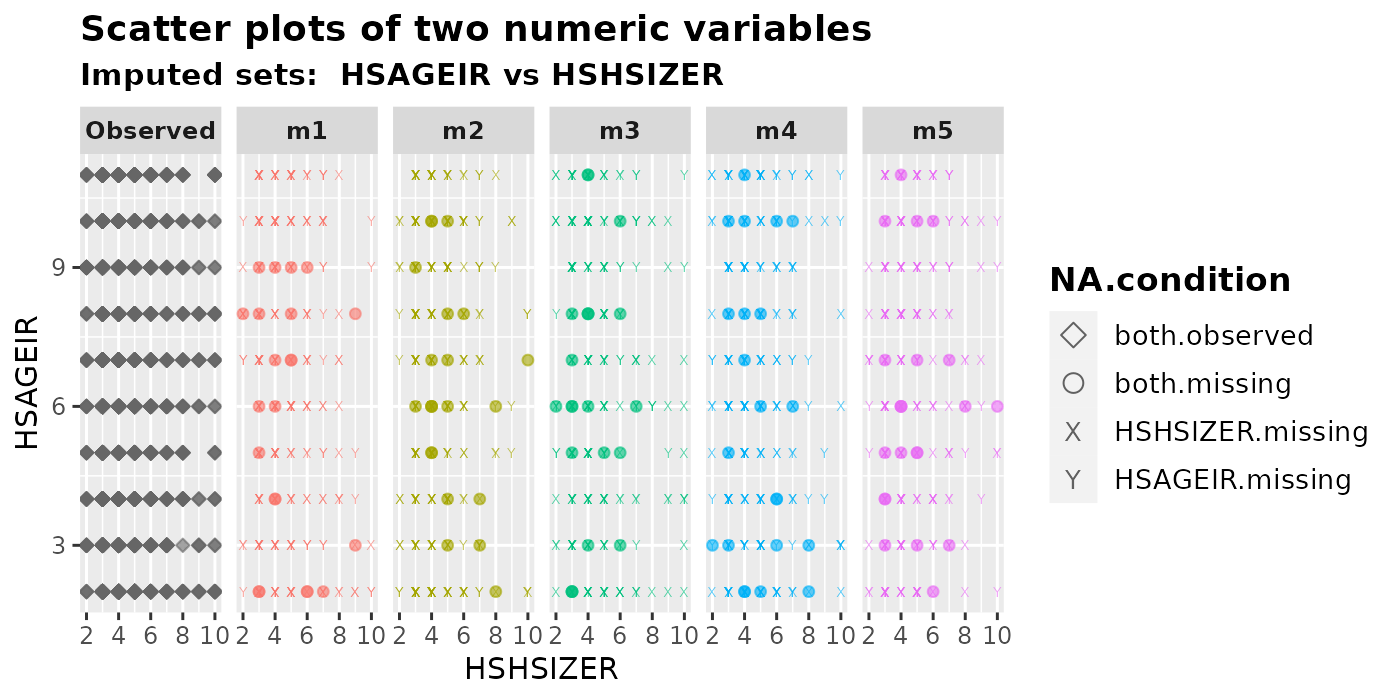 Scatter plots of two numeric variables
Imputed sets:  HSAGEIR vs HSHSIZER
Observed m1 m2 m3 m4 m5
9
6
3
HSAGEIR
2 4 6 8 10 2 4 6 8 10 2 4 6 8 10 2 4 6 8 10 2 4 6 8 10 2 4 6 8 10
HSHSIZER
NA.condition
both.observed
both.missing
X HSHSIZER.missing
Y HSAGEIR.missing